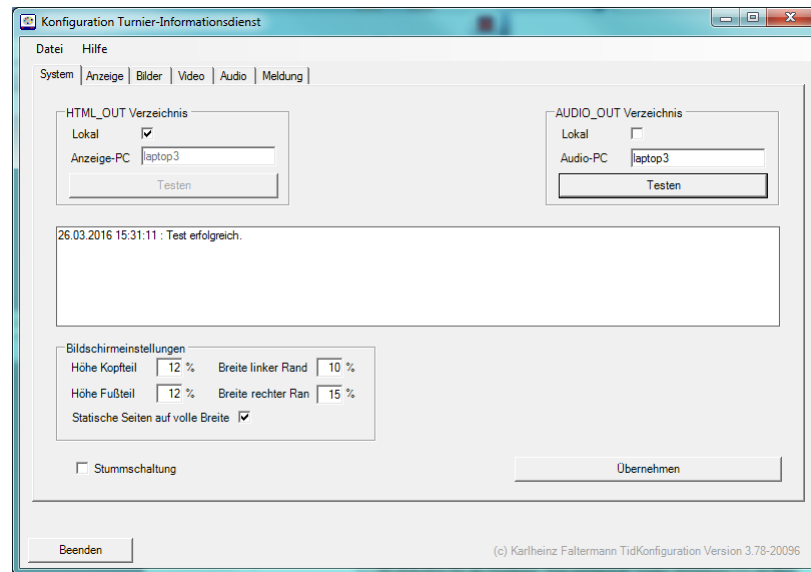 Konfiguration Turnier-Informationsdienst
Datei Hilfe
System Anzeige Bilder Video Audio Meldung
HTML_OUT Verzeichnis
Lokal
Anzeige-PC laptop3
Testen
AUDIO_OUT Verzeichnis
Lokal
Audio-PC laptop3
Testen
26.03.2016 15:31:11 : Test erfolgreich.
Bildschirmeinstellungen
Höhe Kopfteil 12 % Breite linker Rand 10 %
Höhe Fußteil 12 % Breite rechter Ran 15 %
Statische Seiten auf volle Breite
Stummschaltung
Übernehmen
Beenden
(c) Karlheinz Faltermann TidKonfiguration Version 3.78-20096